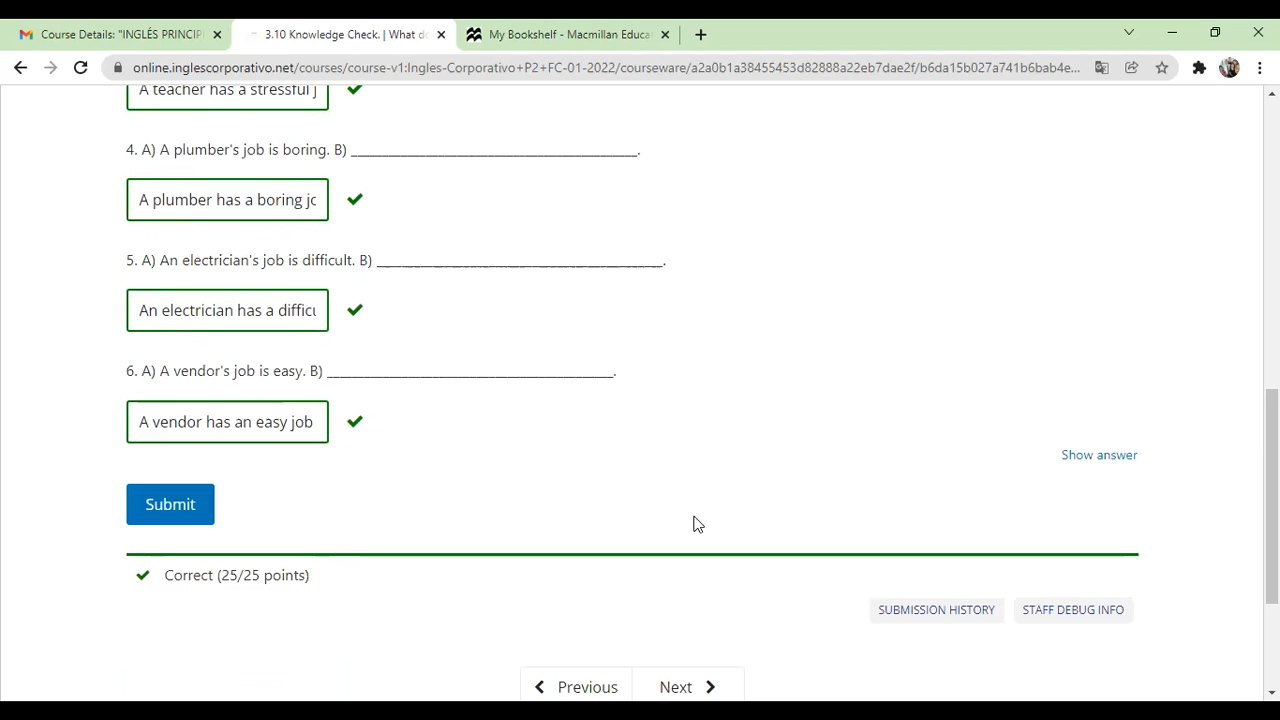 Course Details: "INGLÉS PRINCIPI
3.10 Knowledge Check. | What do
My Bookshelf - Macmillan Educa
online.inglescorporativo.net/courses/course-v1:Ingles-Corporativo+P2+FC-01-2022/courseware/a2a0b1a38455453d82888a22eb7dae2f/b6da15b027a741b6bab4e...
A teacher has a stressful j
4. A) A plumber's job is boring. B) ______________________________________.
A plumber has a boring jo
5. A) An electrician's job is difficult. B) ______________________________________.
An electrician has a difficu
6. A) A vendor's job is easy. B) ______________________________________.
A vendor has an easy job
Show answer
Submit
Correct (25/25 points)
SUBMISSION HISTORY
STAFF DEBUG INFO
Previous
Next